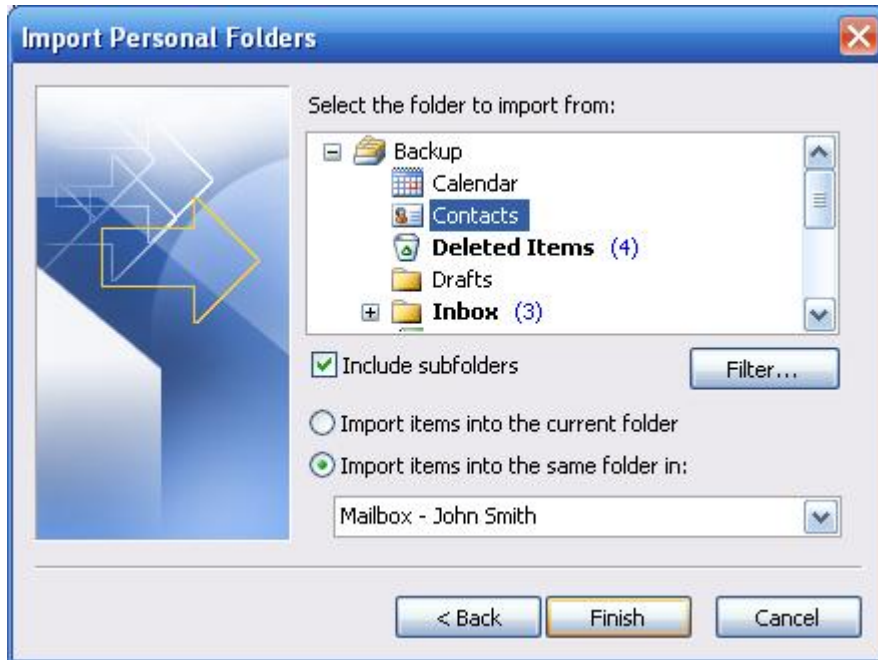 Import Personal Folders
Select the folder to import from:
Backup
Calendar
Contacts
Deleted Items (4)
Drafts
Inbox (3)
Include subfolders
Filter...
Import items into the current folder
Import items into the same folder in:
Mailbox - John Smith
< Back
Finish
Cancel